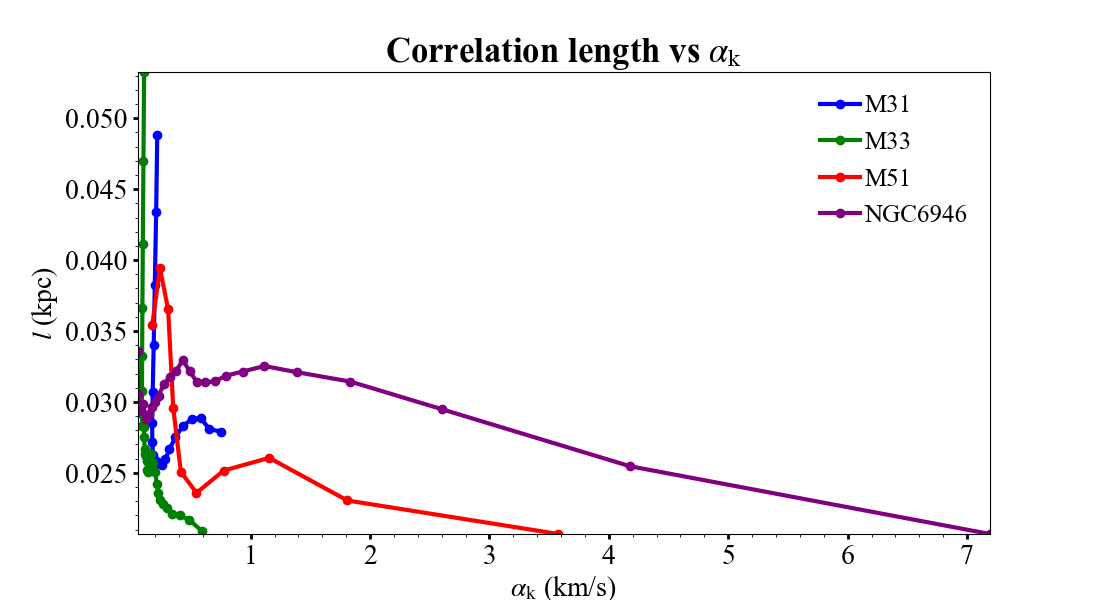 Correlation length vs αk
0.050
0.045
0.040
0.035
0.030
0.025
l (kpc)
M31
M33
M51
NGC6946
1 2 3 4 5 6 7
αk (km/s)